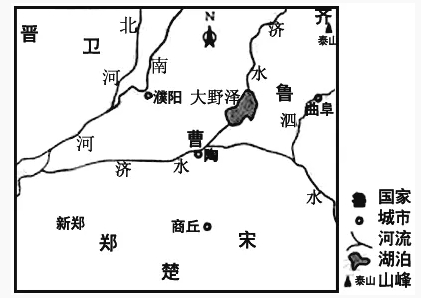 晋
卫
北
河
南
N
济
水
齐
泰山
濮阳
大野泽
鲁
曲阜
泗
河
曹
陶
济
水
水
新郑
郑
商丘
宋
楚
国家
城市
河流
湖泊
泰山
山峰